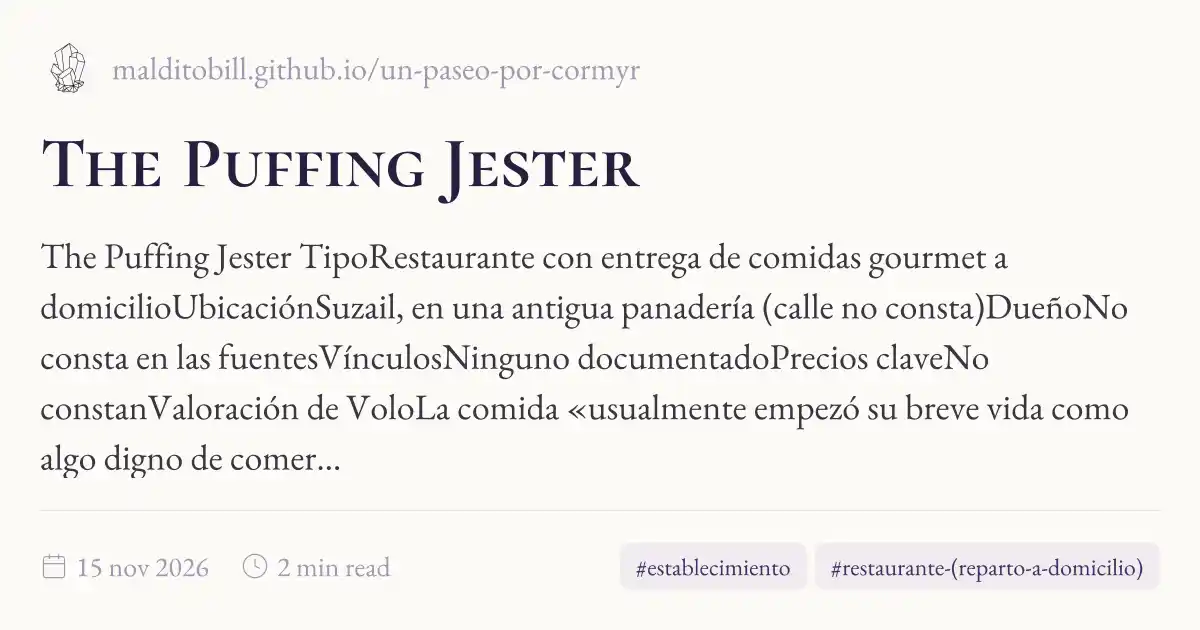 malditobill.github.io/un-paseo-por-cormyr
The Puffing Jester
The Puffing Jester TipoRestaurante con entrega de comidas gourmet a
domicilioUbicaciónSuzail, en una antigua panadería (calle no consta)DueñoNo
consta en las fuentesVínculosNinguno documentadoPrecios claveNo
constanValoración de VoloLa comida «usualmente empezó su breve vida como
algo digno de comer...
15 nov 2026 2 min read #establecimiento #restaurante-(reparto-a-domicilio)